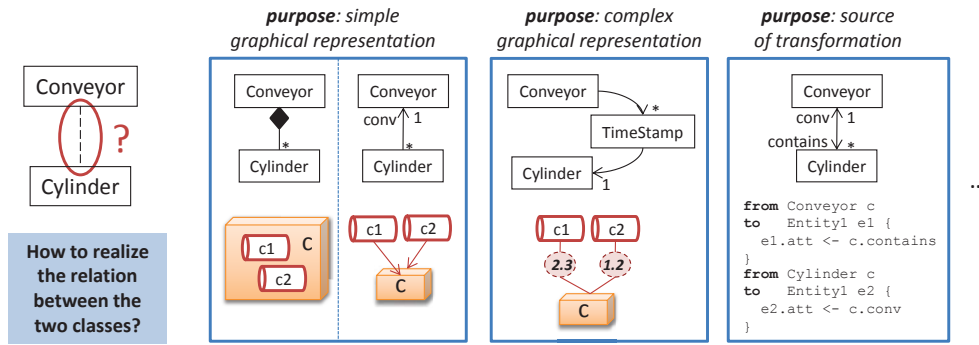 Conveyor
?
Cylinder
How to realize
the relation
between the
two classes?
purpose: simple
graphical representation
Conveyor
*
Cylinder
C
c1
c2
Conveyor
conv 1
*
Cylinder
c1 c2
C
purpose: complex
graphical representation
Conveyor
*
TimeStamp
Cylinder
1
c1 c2
2.3 1.2
C
purpose: source
of transformation
Conveyor
1
contains *
Cylinder
from Conveyor c
to Entity1 e1 {
e1.att <- c.contains
}
from Cylinder c
to Entity1 e2 {
e2.att <- c.conv
}
conv
...